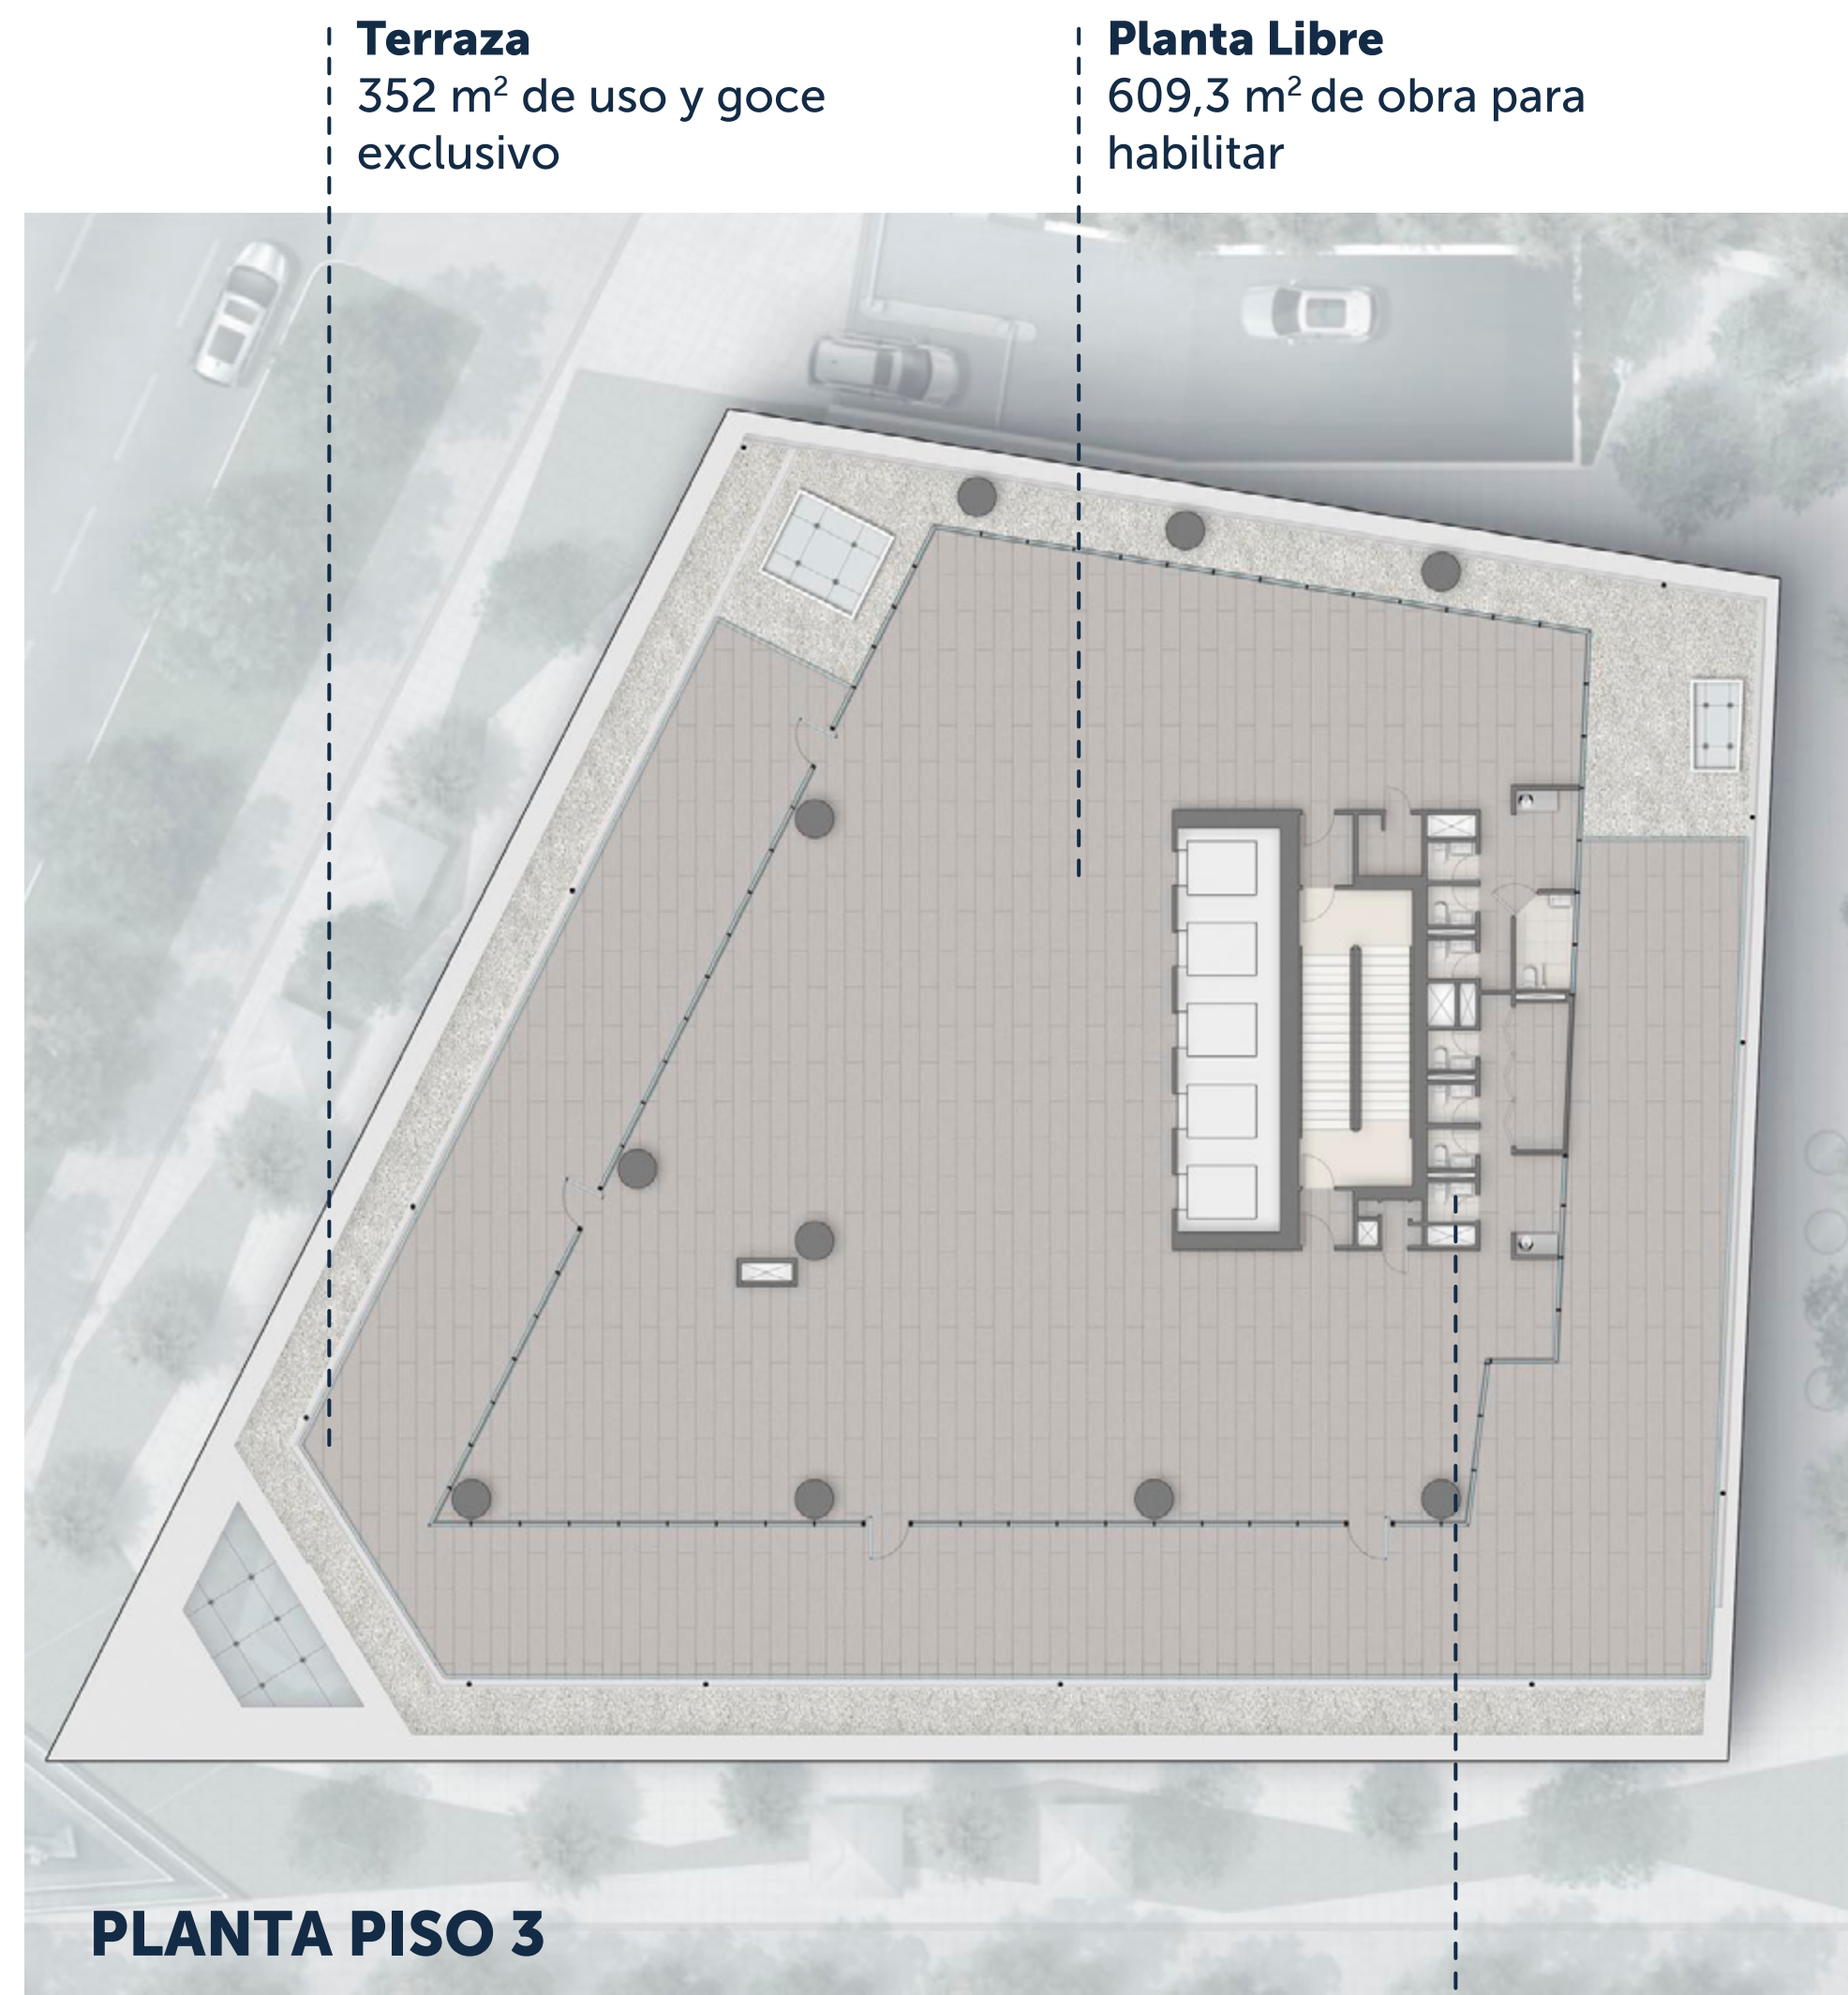 Terraza
352 m² de uso y goce
exclusivo
Planta Libre
609,3 m² de obra para
habilitar
PLANTA PISO 3